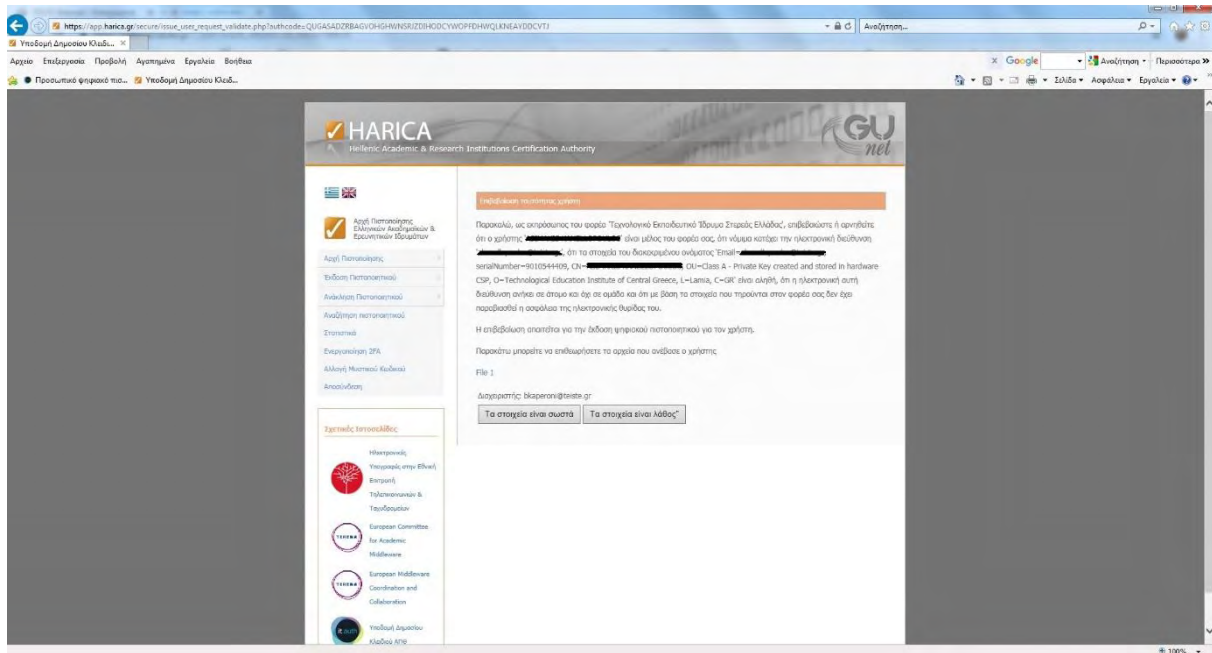 https://app.harica.gr/secure/issue_user_request_validate.php?authcode=
Αναζήτηση...
Υποδομή Δημοσίου Κλειδ...
Αρχείο Επεξεργασία Προβολή Αγαπημένα Εργαλεία Βοήθεια
x Google Αναζήτηση Περισσότερα »
Προσωπικό ψηφιακό πισ... Υποδομή Δημοσίου Κλειδ...
Σελίδα Ασφάλεια Εργαλεία
HARICA
Hellenic Academic & Research Institutions Certification Authority
GU
net
Επιβεβαίωση ταυτότητας χρήστη
Αρχή Πιστοποίησης
Ελληνικών Ακαδημαϊκών &
Ερευνητικών Ιδρυμάτων
Αρχή Πιστοποίησης
Έκδοση Πιστοποιητικού
Ανάκληση Πιστοποιητικού
Αναζήτηση πιστοποιητικού
Στατιστικά
Ενεργοποίηση 2FA
Αλλαγή Μυστικού Κωδικού
Αποσύνδεση
Παρακαλώ, ως εκπρόσωπος του φορέα 'Τεχνολογικό Εκπαιδευτικό Ίδρυμα Στερεάς Ελλάδας', επιβεβαιώστε ή αρνηθείτε
ότι ο χρήστης είναι μέλος του φορέα σας, ότι νόμιμα κατέχει την ηλεκτρονική διεύθυνση
, ότι τα στοιχεία του διακεκριμένου ονόματος 'Email=
serialNumber=9010544409, CN= OU=Class A - Private Key created and stored in hardware
CSP, O=Technological Education Institute of Central Greece, L=Lamia, C=GR' είναι αληθή, ότι η ηλεκτρονική αυτή
διεύθυνση ανήκει σε άτομο και όχι σε ομάδα και ότι με βάση τα στοιχεία που τηρούνται στον φορέα σας δεν έχει
παραβιασθεί η ασφάλεια της ηλεκτρονικής θυρίδας του.
Η επιβεβαίωση απαιτείται για την έκδοση ψηφιακού πιστοποιητικού για τον χρήστη.
Παρακάτω μπορείτε να επιθεωρήσετε τα αρχεία που ανέβασε ο χρήστης
File 1
Διαχειριστής: bkaperoni@teiste.gr
Τα στοιχεία είναι σωστά Τα στοιχεία είναι λάθος"
Σχετικές Ιστοσελίδες
Ηλεκτρονικές
Υπογραφές στην Εθνική
Επιτροπή
Τηλεπικοινωνιών &
Ταχυδρομείων
TERENA
European Committee
for Academic
Middleware
TERENA
European Middleware
Coordination and
Collaboration
it.auth
Υποδομή Δημοσίου
Κλειδιού ΑΠΘ
100%